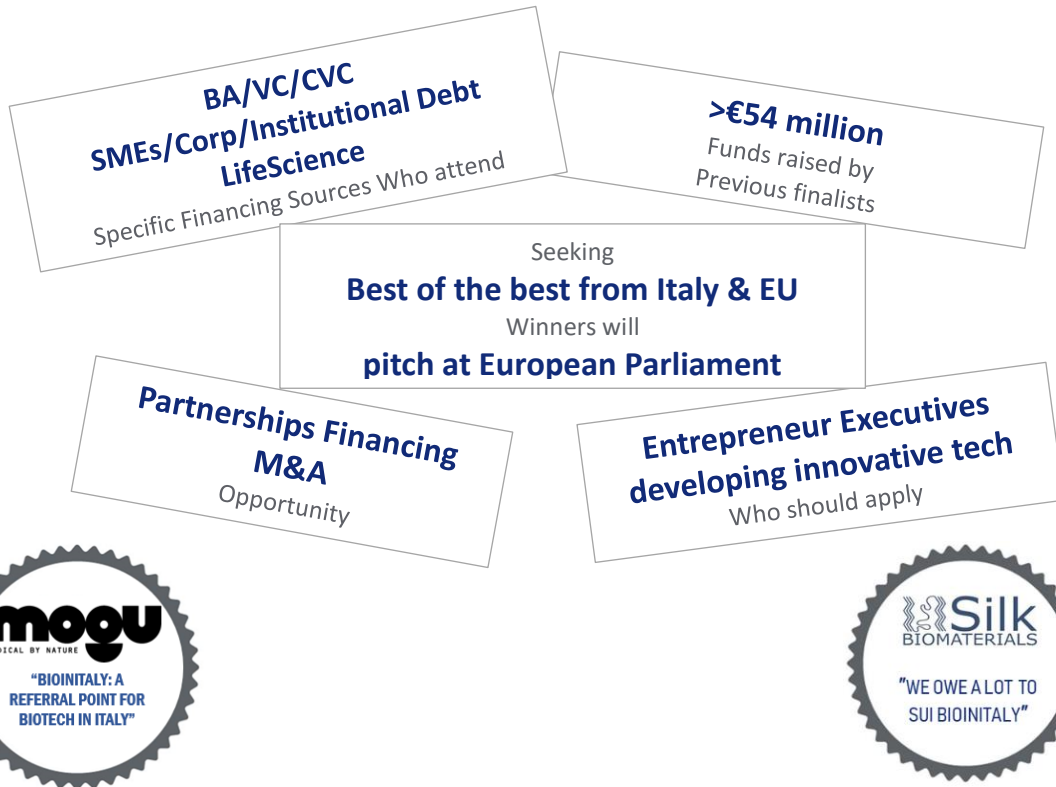 BA/VC/CVC
SMEs/Corp/Institutional Debt
LifeScience
Specific Financing Sources Who attend
>€54 million
Funds raised by
Previous finalists
Seeking
Best of the best from Italy & EU
Winners will
pitch at European Parliament
Partnerships Financing
M&A
Opportunity
Entrepreneur Executives
developing innovative tech
Who should apply
mogu
DICAL BY NATURE
"BIOINITALY: A
REFERRAL POINT FOR
BIOTECH IN ITALY"
Silk
BIOMATERIALS
"WE OWE A LOT TO
SUI BIOINITALY"